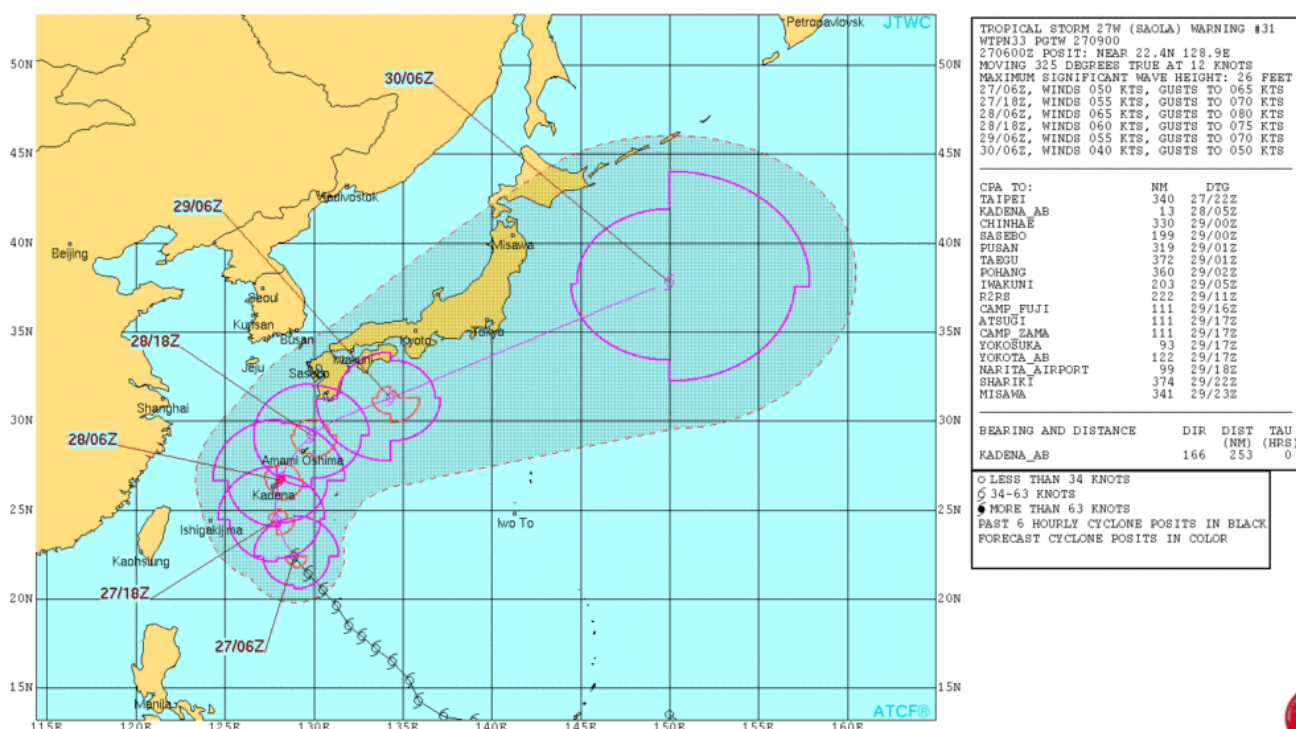 JTWC
Petropavlovsk
50N
50N
30/06Z
45N
45N
29/06Z
40N
40N
Beijing
Misawa
Seoul
Kunsan
Busan
35N
35N
Kyoto
Tokyo
28/18Z
Iwakuni
Jeju
Sasebo
Shanghai
30N
30N
28/06Z
Amami Oshima
Kadena
25N
25N
Ishigakijima
Iwo To
Kaohsiung
27/18Z
20N
20N
27/06Z
15N
15N
Manila
ATCF®
115E
120E
125E
130E
135E
140E
145E
150E
155E
160E
TROPICAL STORM 27W (SAOLA) WARNING #31
WTPN33 PGTW 270900
270600Z POSIT: NEAR 22.4N 128.9E
MOVING 325 DEGREES TRUE AT 12 KNOTS
MAXIMUM SIGNIFICANT WAVE HEIGHT: 26 FEET
27/06Z, WINDS 050 KTS, GUSTS TO 065 KTS
27/18Z, WINDS 055 KTS, GUSTS TO 070 KTS
28/06Z, WINDS 065 KTS, GUSTS TO 080 KTS
28/18Z, WINDS 060 KTS, GUSTS TO 075 KTS
29/06Z, WINDS 055 KTS, GUSTS TO 070 KTS
30/06Z, WINDS 040 KTS, GUSTS TO 050 KTS
CPA TO: NM DTG
TAIPEI 340 27/22Z
KADENA_AB 13 28/05Z
CHINHAE 330 29/00Z
SASEBO 199 29/00Z
PUSAN 319 29/01Z
TAEGU 372 29/01Z
POHANG 360 29/02Z
IWAKUNI 203 29/05Z
R2RS 222 29/11Z
CAMP_FUJI 111 29/16Z
ATSUGI 111 29/17Z
CAMP_ZAMA 111 29/17Z
YOKOSUKA 93 29/17Z
YOKOTA_AB 122 29/17Z
NARITA_AIRPORT 99 29/18Z
SHARIKI 374 29/22Z
MISAWA 341 29/23Z
BEARING AND DISTANCE DIR DIST TAU
(NM) (HRS)
KADENA_AB 166 253 0
LESS THAN 34 KNOTS
34-63 KNOTS
MORE THAN 63 KNOTS
PAST 6 HOURLY CYCLONE POSITS IN BLACK
FORECAST CYCLONE POSITS IN COLOR